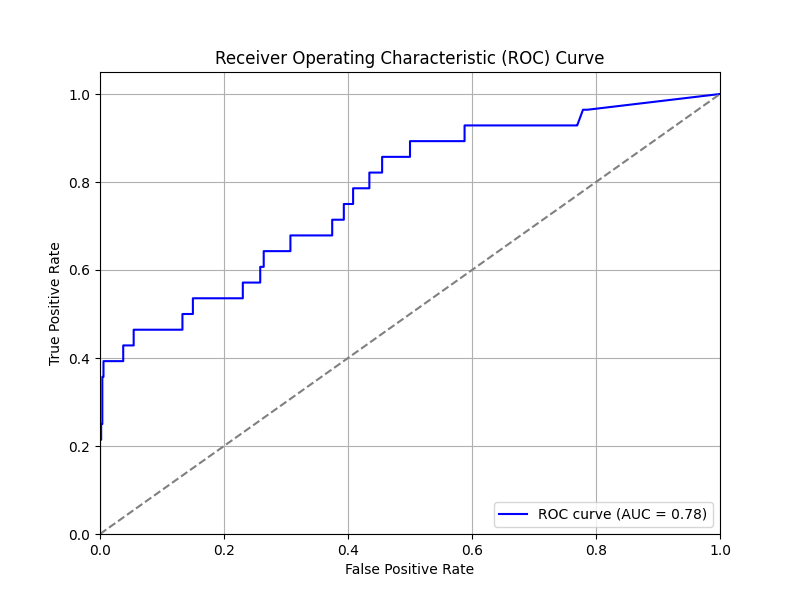 Receiver Operating Characteristic (ROC) Curve
1.0
0.8
0.6
0.4
0.2
0.0
True Positive Rate
0.0 0.2 0.4 0.6 0.8 1.0
False Positive Rate
ROC curve (AUC = 0.78)